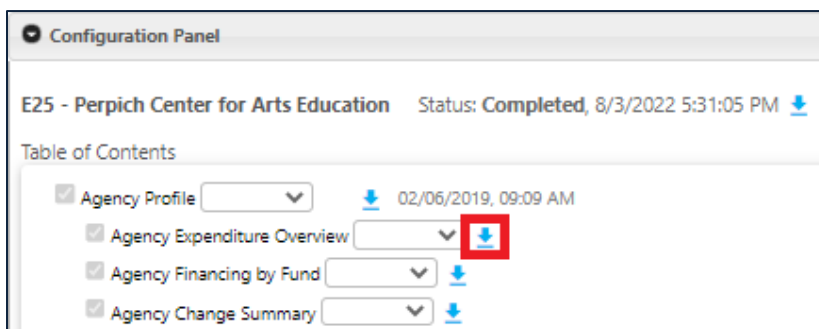 Configuration Panel
E25 - Perpich Center for Arts Education Status: Completed, 8/3/2022 5:31:05 PM
Table of Contents
Agency Profile 02/06/2019, 09:09 AM
Agency Expenditure Overview
Agency Financing by Fund
Agency Change Summary